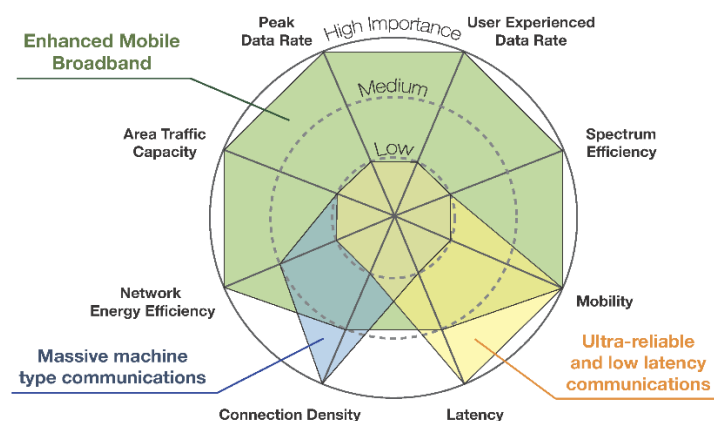 Peak
Data Rate
High Importance
User Experienced
Data Rate
Enhanced Mobile
Broadband
Medium
Area Traffic
Capacity
Low
Spectrum
Efficiency
Network
Energy Efficiency
Mobility
Massive machine
type communications
Ultra-reliable
and low latency
communications
Connection Density
Latency